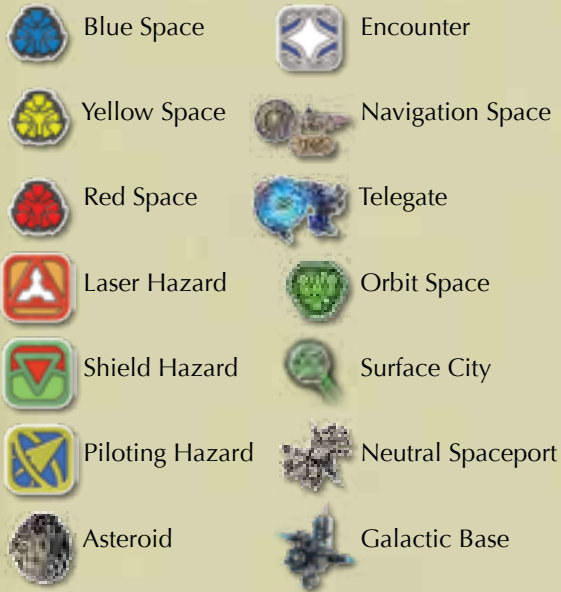 Blue Space
Yellow Space
Red Space
Laser Hazard
Shield Hazard
Piloting Hazard
Asteroid
Encounter
Navigation Space
Telegate
Orbit Space
Surface City
Neutral Spaceport
Galactic Base